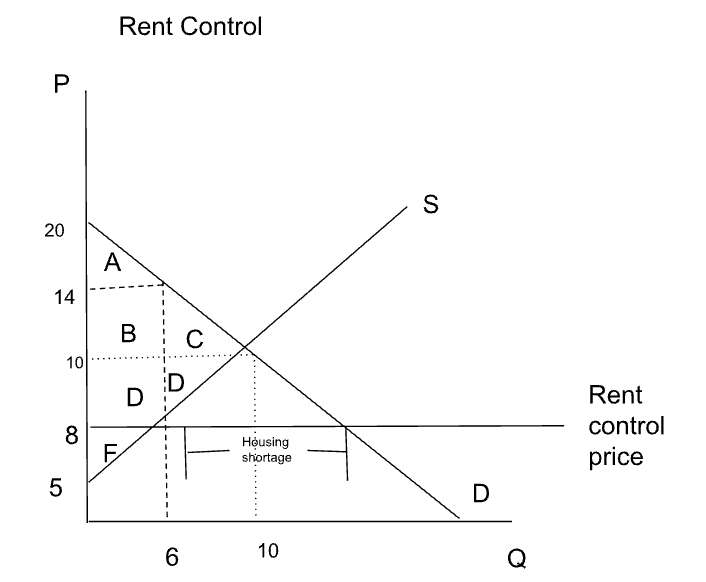 Rent Control
P
S
20
A
14
B
C
10
D
D
Rent
control
price
8
Housing
shortage
F
5
D
6
10
Q